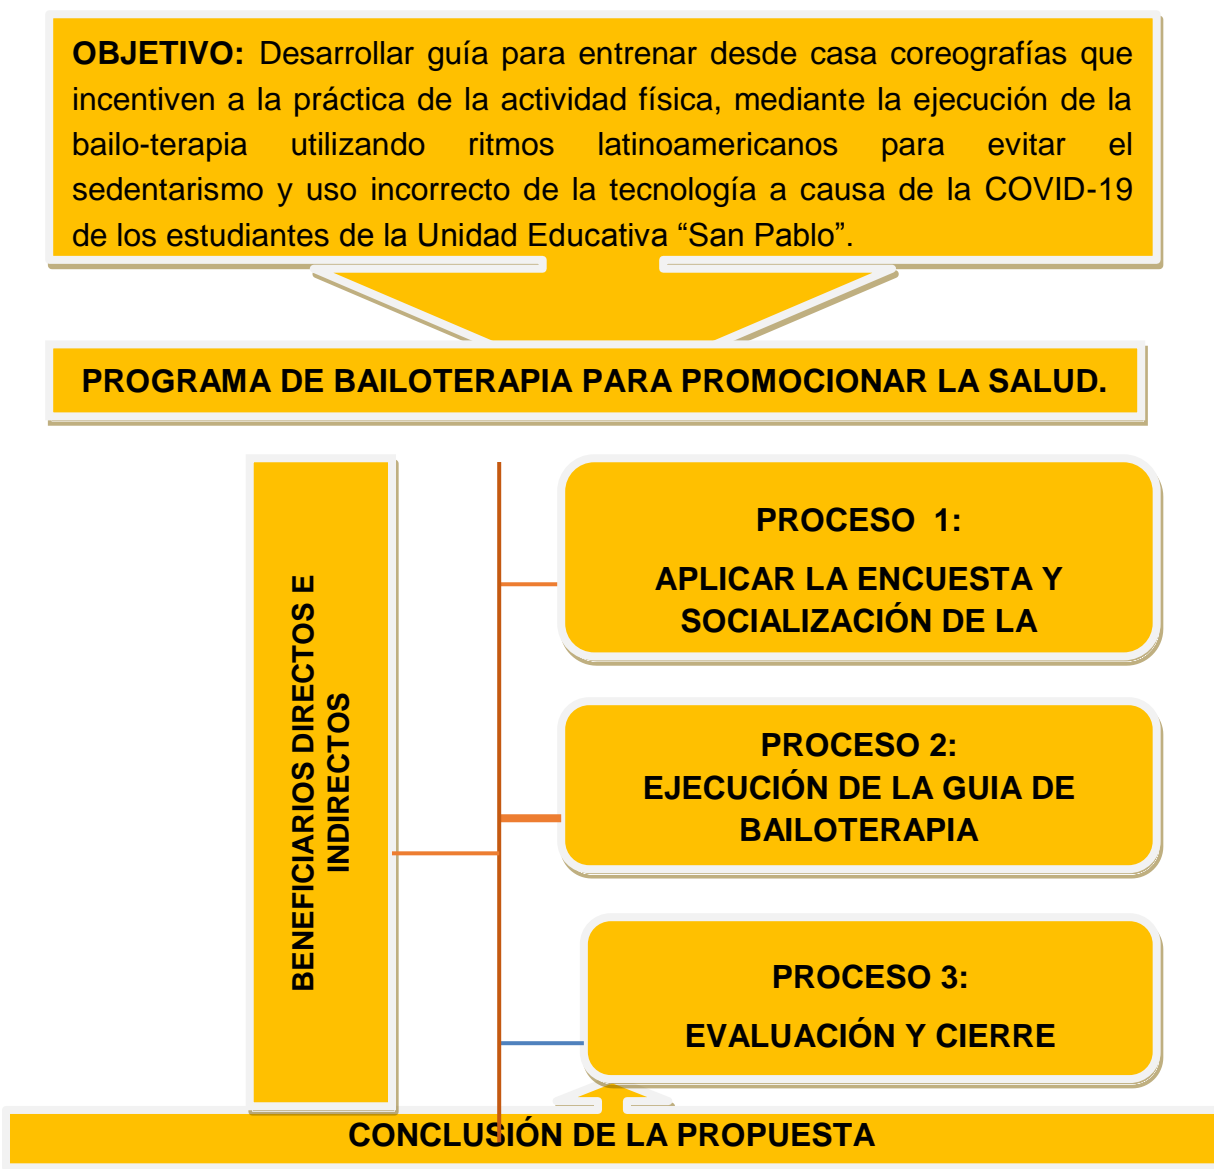 OBJETIVO: Desarrollar guía para entrenar desde casa coreografías que
incentiven a la práctica de la actividad física, mediante la ejecución de la
bailo-terapia utilizando ritmos latinoamericanos para evitar el
sedentarismo y uso incorrecto de la tecnología a causa de la COVID-19
de los estudiantes de la Unidad Educativa “San Pablo”.
PROGRAMA DE BAILOTERAPIA PARA PROMOCIONAR LA SALUD.
BENEFICIARIOS DIRECTOS E
INDIRECTOS
PROCESO 1:
APLICAR LA ENCUESTA Y
SOCIALIZACIÓN DE LA
PROCESO 2:
EJECUCIÓN DE LA GUIA DE
BAILOTERAPIA
PROCESO 3:
EVALUACIÓN Y CIERRE
CONCLUSIÓN DE LA PROPUESTA